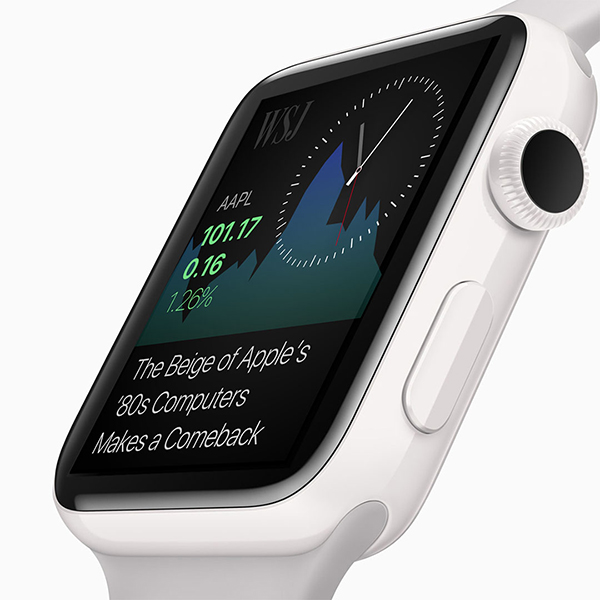 WSJ
AAPL
101.17
0.16
1.26%
The Beige of Apple's
'80s Computers
Makes a Comeback